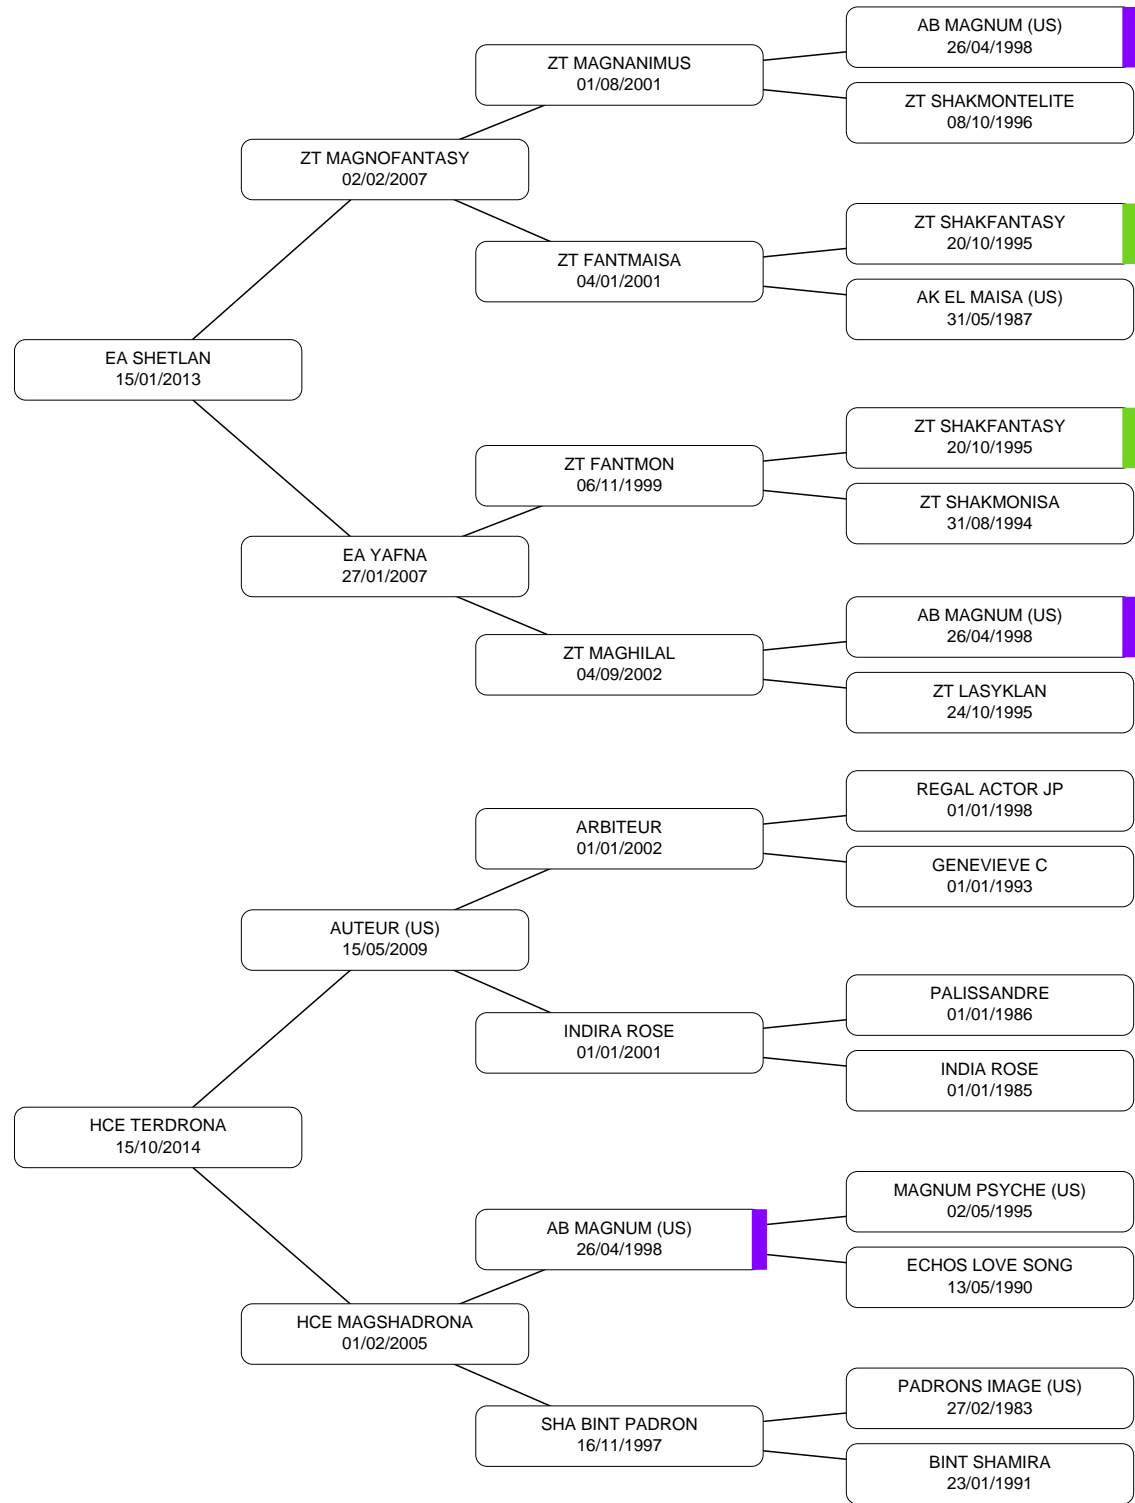 AB MAGNUM (US)
26/04/1998
ZT MAGNANIMUS
01/08/2001
ZT SHAKMONTELITE
08/10/1996
ZT MAGNOFANTASY
02/02/2007
ZT SHAKFANTASY
20/10/1995
ZT FANTMAISA
04/01/2001
AK EL MAISA (US)
31/05/1987
EA SHETLAN
15/01/2013
ZT SHAKFANTASY
20/10/1995
ZT FANTMON
06/11/1999
ZT SHAKMONISA
31/08/1994
EA YAFNA
27/01/2007
AB MAGNUM (US)
26/04/1998
ZT MAGHILAL
04/09/2002
ZT LASYKLAN
24/10/1995
REGAL ACTOR JP
01/01/1998
ARBITEUR
01/01/2002
GENEVIEVE C
01/01/1993
AUTEUR (US)
15/05/2009
PALISSANDRE
01/01/1986
INDIRA ROSE
01/01/2001
INDIA ROSE
01/01/1985
HCE TERDRONA
15/10/2014
MAGNUM PSYCHE (US)
02/05/1995
AB MAGNUM (US)
26/04/1998
ECHOS LOVE SONG
13/05/1990
HCE MAGSHADRONA
01/02/2005
PADRONS IMAGE (US)
27/02/1983
SHA BINT PADRON
16/11/1997
BINT SHAMIRA
23/01/1991